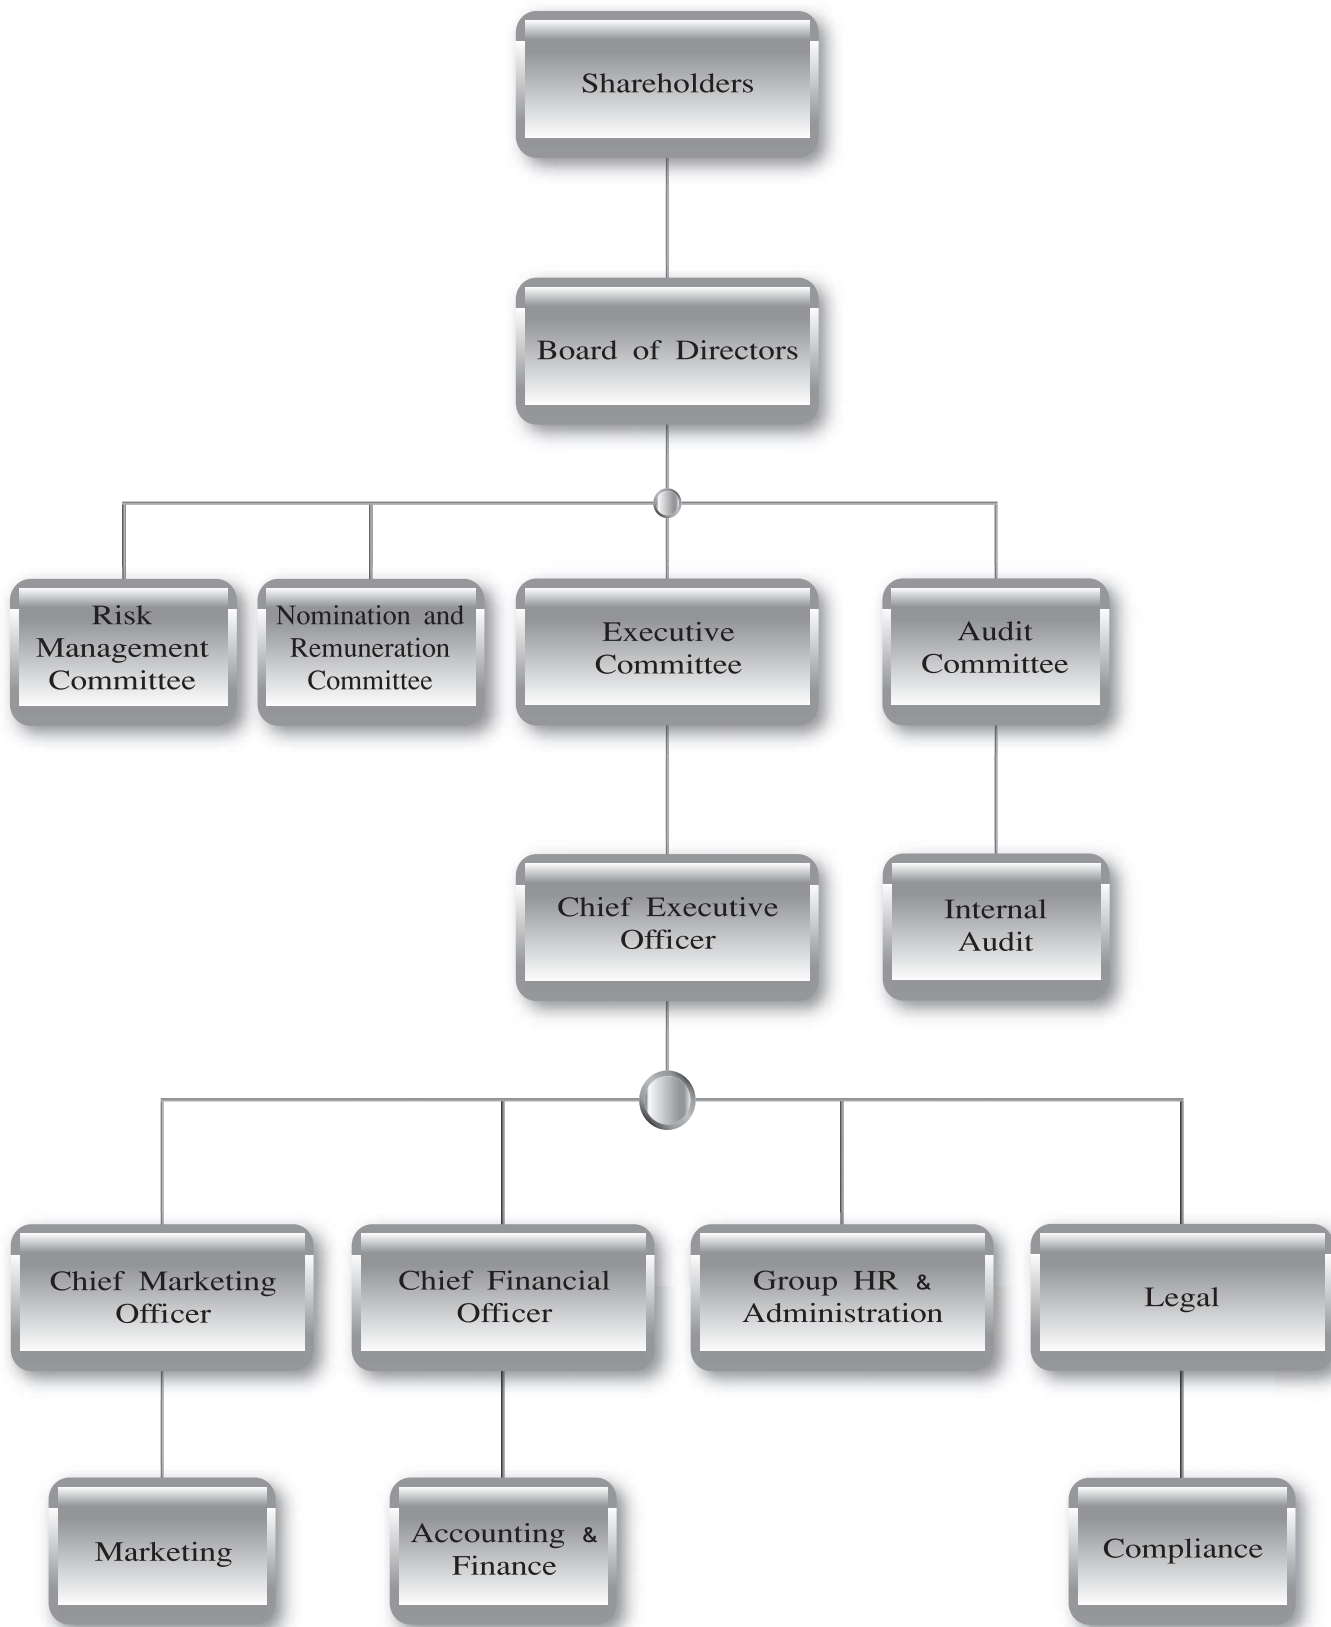 Shareholders
Board of Directors
Risk
Management
Committee
Nomination and
Remuneration
Committee
Executive
Committee
Audit
Committee
Chief Executive
Officer
Internal
Audit
Chief Marketing
Officer
Chief Financial
Officer
Group HR &
Administration
Legal
Marketing
Accounting &
Finance
Compliance